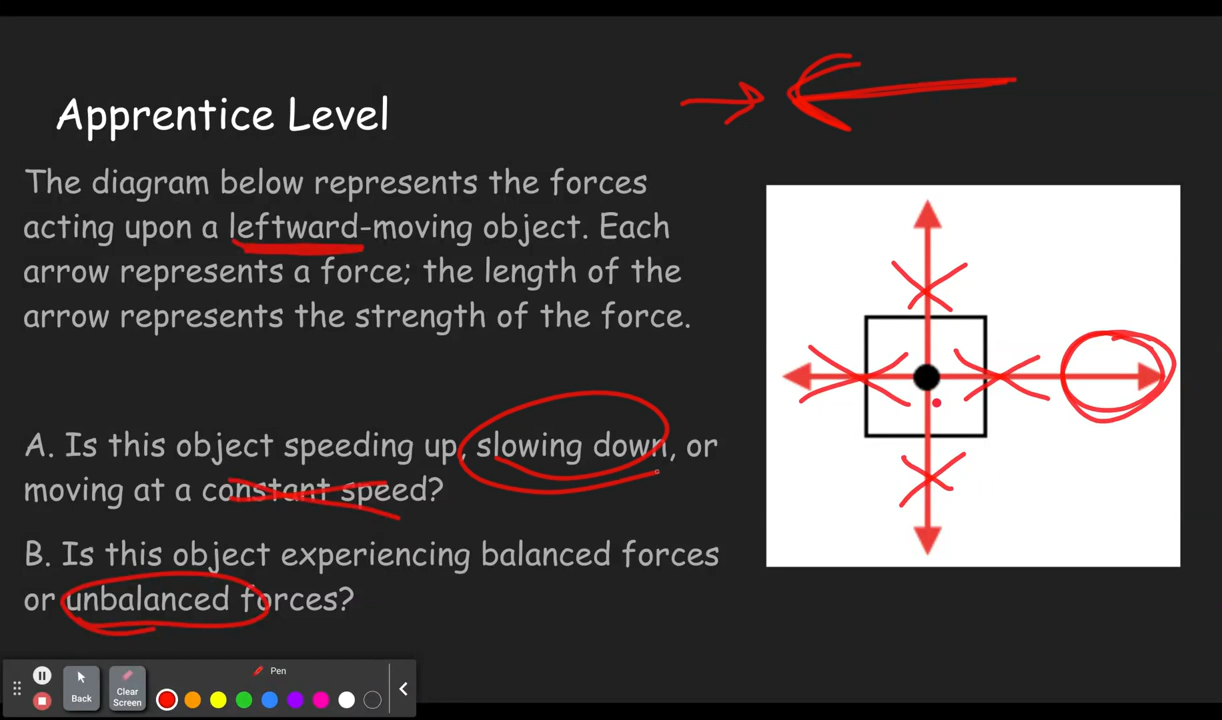 Apprentice Level
The diagram below represents the forces
acting upon a leftward-moving object. Each
arrow represents a force; the length of the
arrow represents the strength of the force.
A. Is this object speeding up, slowing down, or
moving at a constant speed?
B. Is this object experiencing balanced forces
or unbalanced forces?
Pen
Back
Clear
Screen